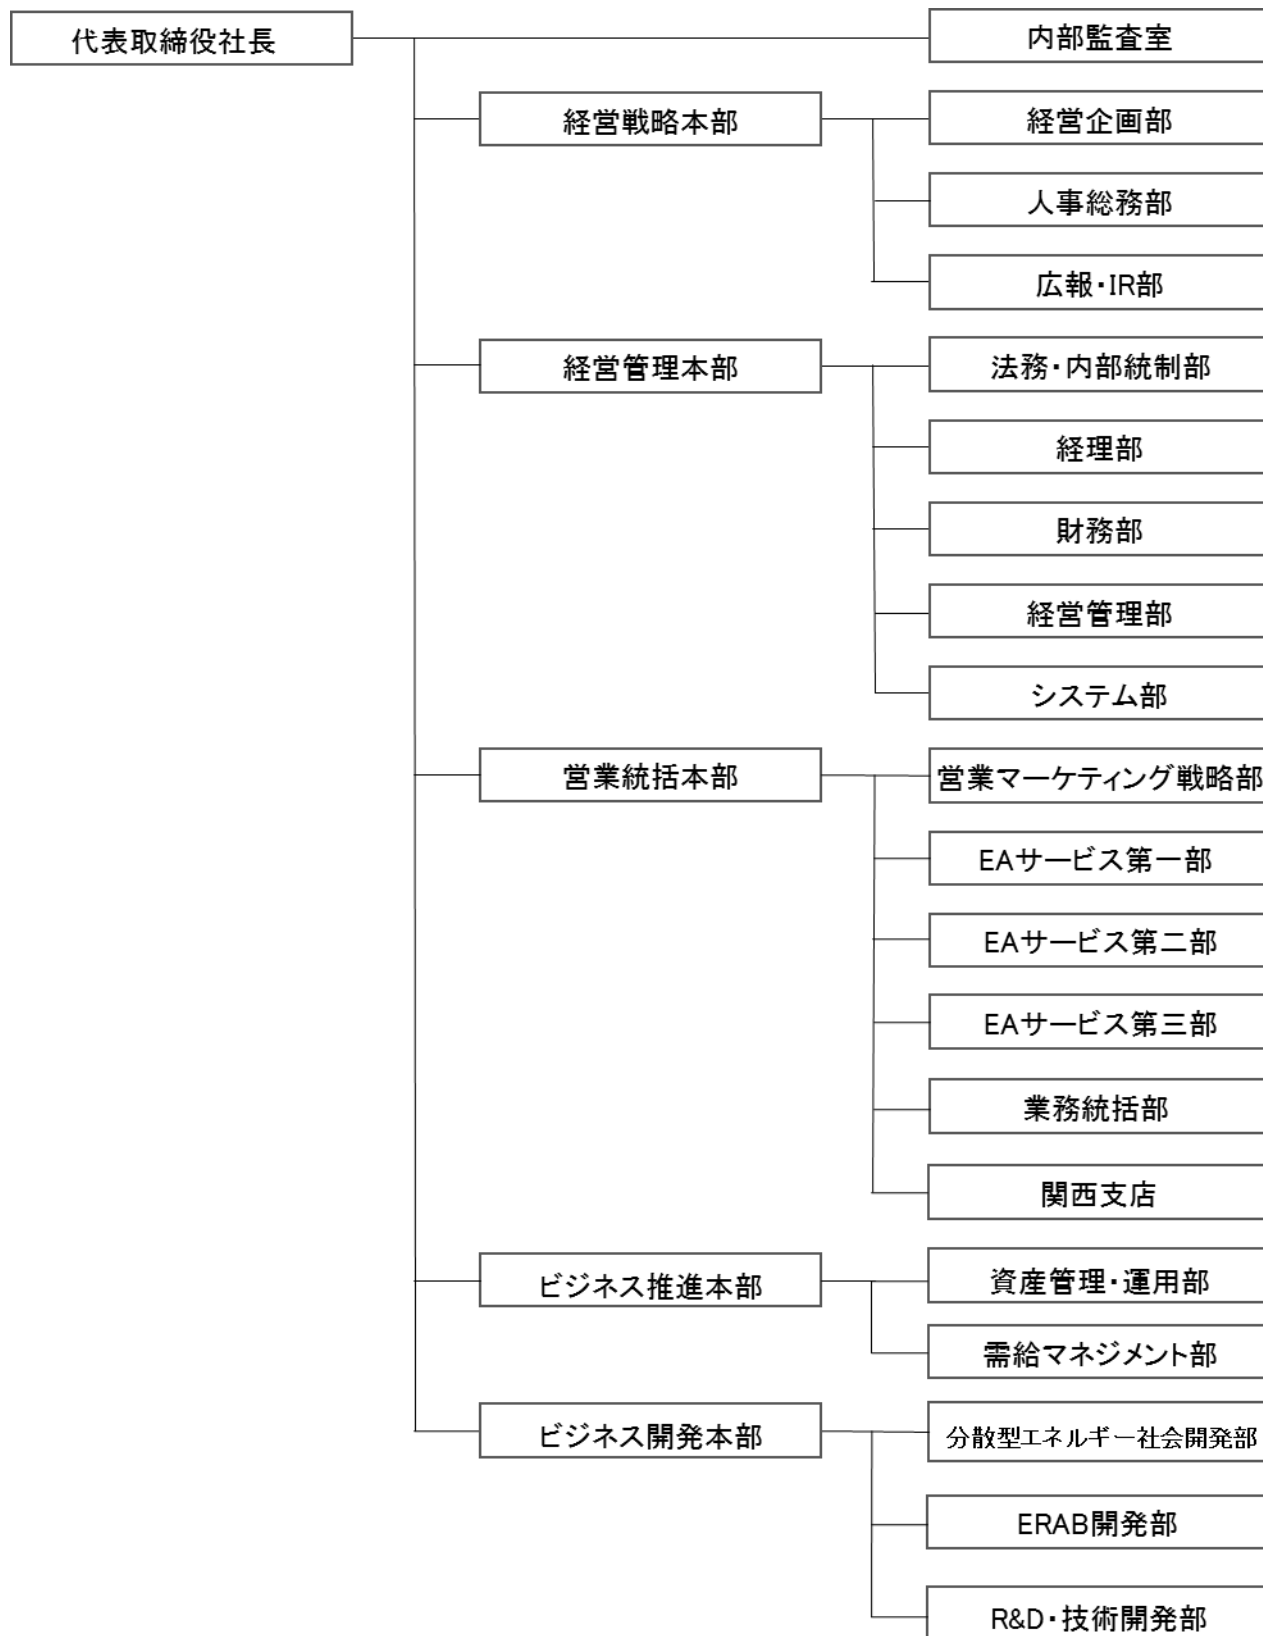 代表取締役社長
内部監査室
経営戦略本部
経営企画部
人事総務部
広報・IR部
経営管理本部
法務・内部統制部
経理部
財務部
経営管理部
システム部
営業統括本部
営業マーケティング戦略部
EAサービス第一部
EAサービス第二部
EAサービス第三部
業務統括部
関西支店
ビジネス推進本部
資産管理・運用部
需給マネジメント部
ビジネス開発本部
分散型エネルギー社会開発部
ERAB開発部
R&D・技術開発部